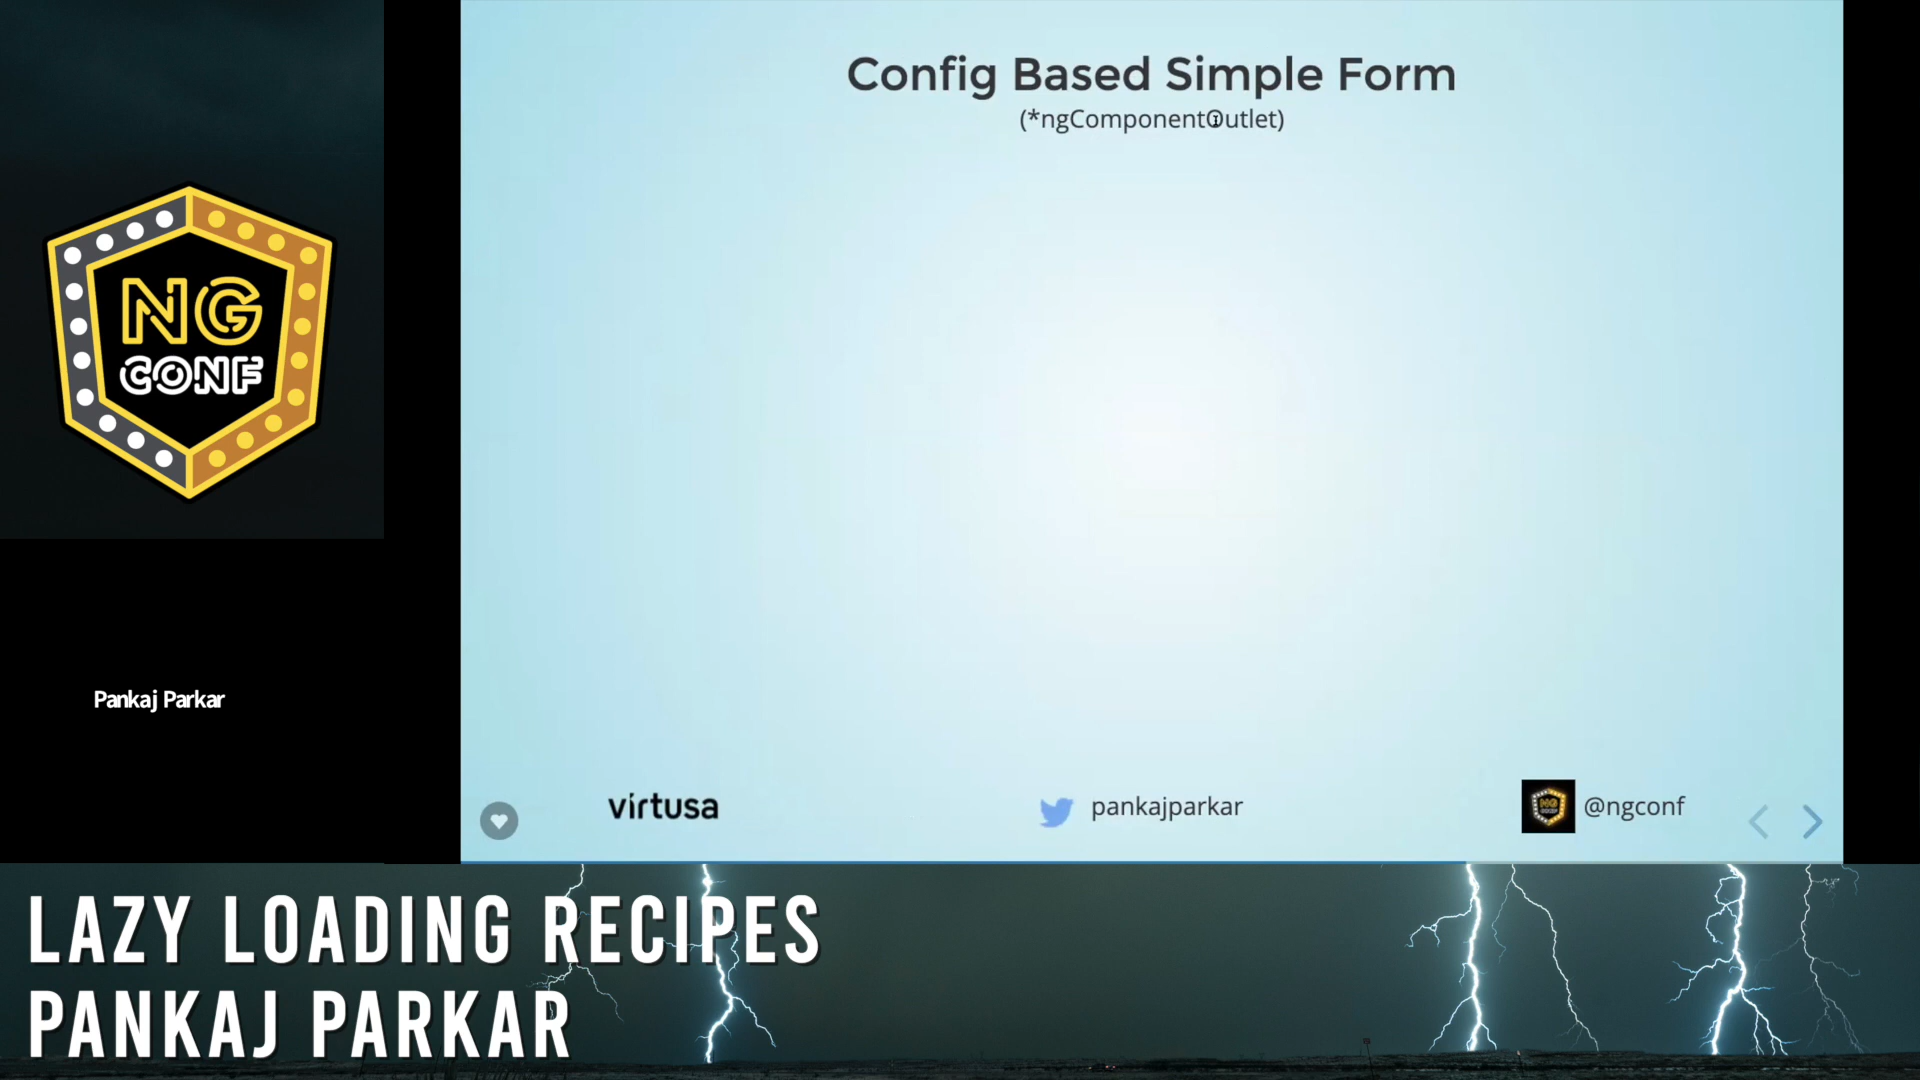 NG
CONF
Pankaj Parkar
Config Based Simple Form
(*ngComponentOutlet)
virtusa
pankajparkar
@ngconf
LAZY LOADING RECIPES
PANKAJ PARKAR